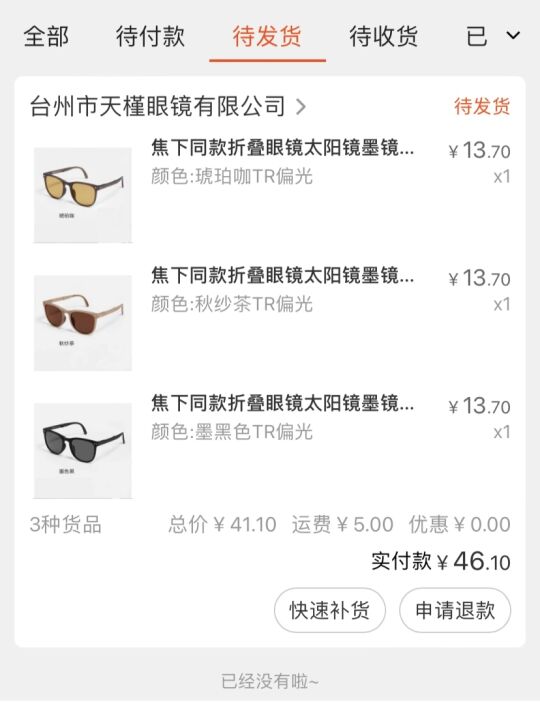 全部 待付款 待发货 待收货 已
台州市天槿眼镜有限公司 待发货
焦下同款折叠眼镜太阳镜墨镜... ¥13.70
颜色:琥珀咖TR偏光 x1
琥珀咖
焦下同款折叠眼镜太阳镜墨镜... ¥13.70
颜色:秋纱茶TR偏光 x1
秋纱茶
焦下同款折叠眼镜太阳镜墨镜... ¥13.70
颜色:墨黑色TR偏光 x1
3种货品 总价¥41.10 运费¥5.00 优惠¥0.00
实付款¥46.10
快速补货 申请退款
已经没有啦~